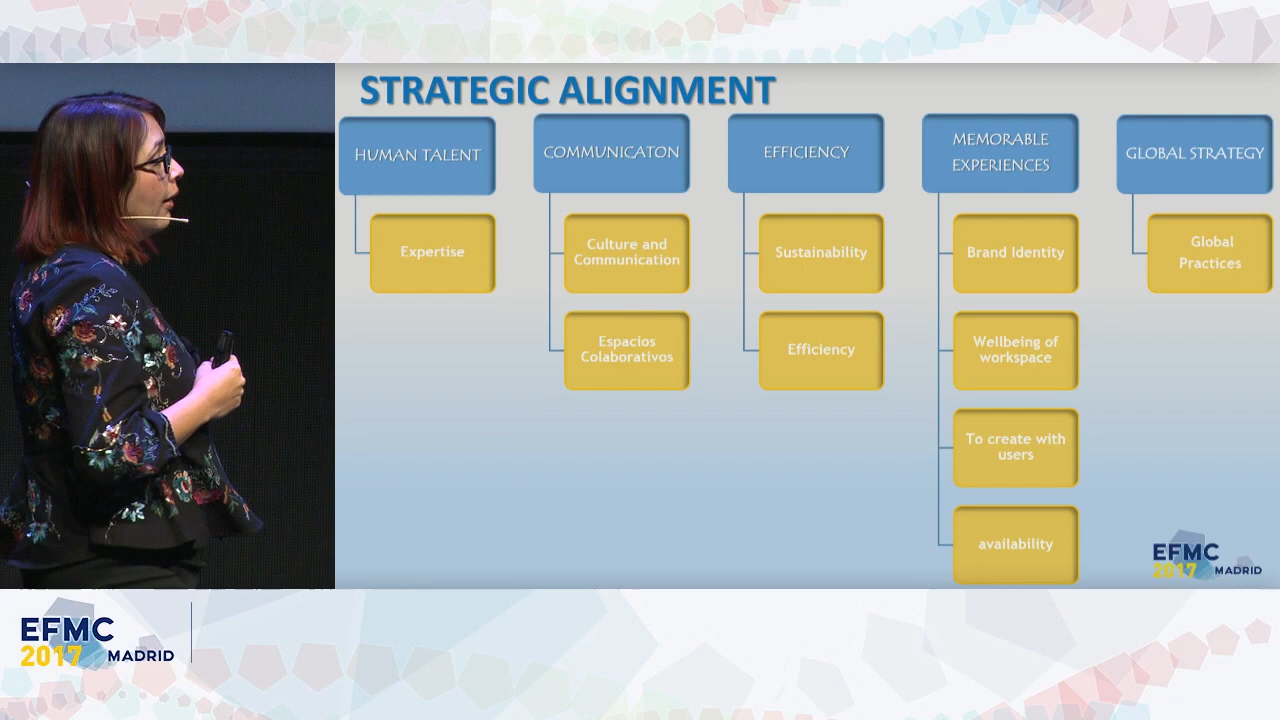 STRATEGIC ALIGNMENT
HUMAN TALENT
Expertise
COMMUNICATON
Culture and
Communication
Espacios
Colaborativos
EFFICIENCY
Sustainability
Efficiency
MEMORABLE
EXPERIENCES
Brand Identity
Wellbeing of
workspace
To create with
users
availability
GLOBAL STRATEGY
Global
Practices
EFMC
2017 MADRID
EFMC
2017 MADRID